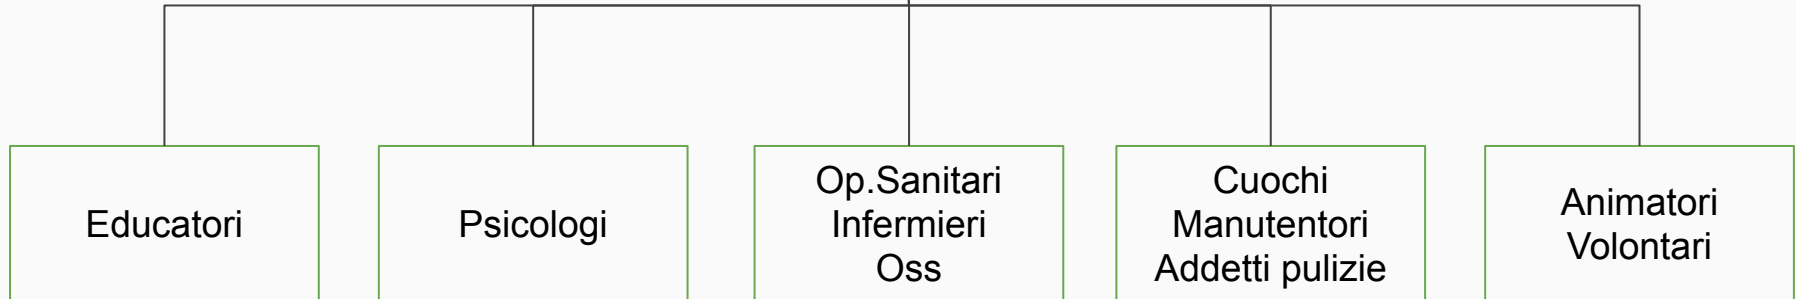 Educatori
Psicologi
Op.Sanitari
Infermieri
Oss
Cuochi
Manutentori
Addetti pulizie
Animatori
Volontari